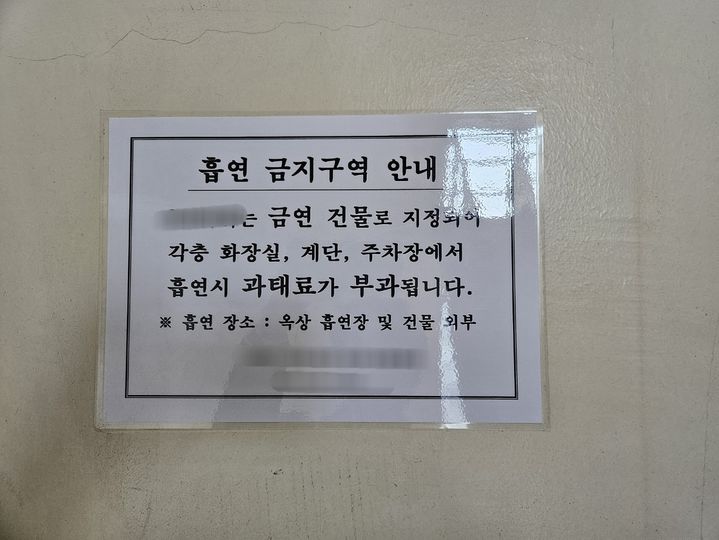 흡연 금지구역 안내
는 금연 건물로 지정되어
각층 화장실, 계단, 주차장에서
흡연시 과태료가 부과됩니다.
※ 흡연 장소 : 옥상 흡연장 및 건물 외부